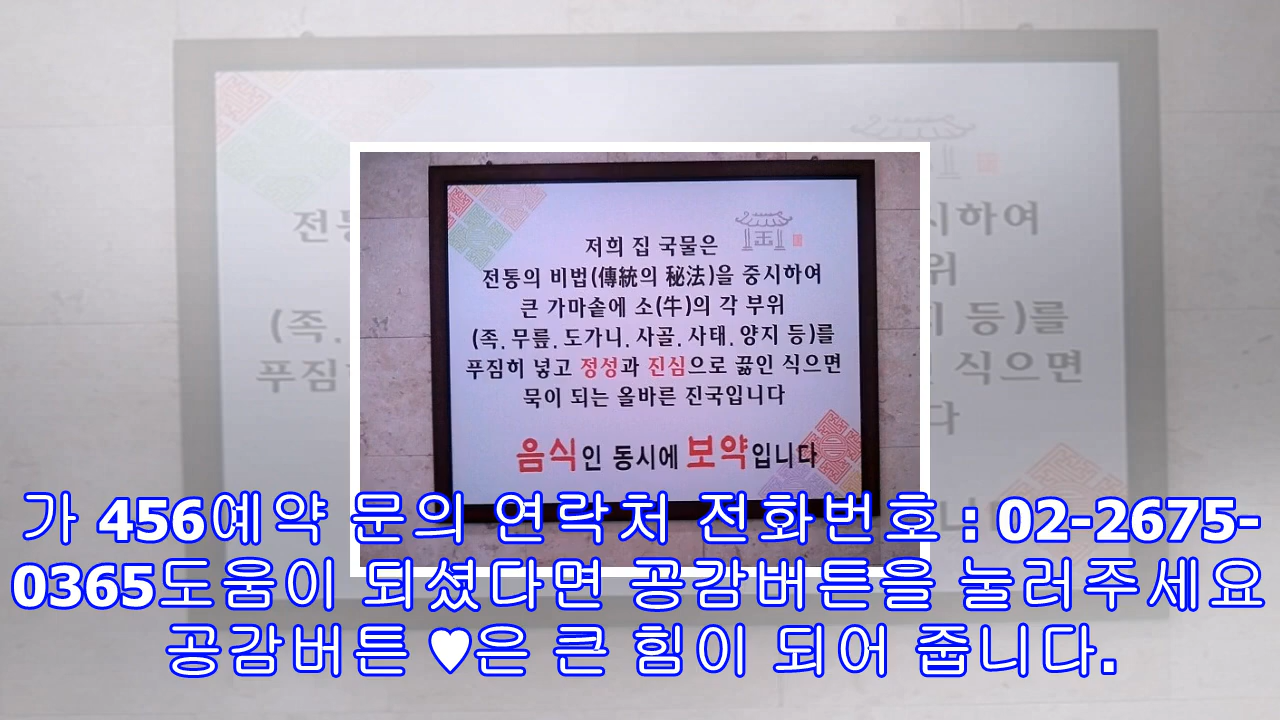 저희 집 국물은
전통의 비법(傳統의 秘法)을 중시하여
큰 가마솥에 소(牛)의 각 부위
(족, 무릎, 도가니, 사골, 사태, 양지 등)를
푸짐히 넣고 정성과 진심으로 끓인 식으면
묵이 되는 올바른 진국입니다
음식인 동시에 보약입니다
가 456예약 문의 연락처 전화번호 : 02-2675-
0365도움이 되셨다면 공감버튼을 눌러주세요
공감버튼 ♥은 큰 힘이 되어 줍니다.